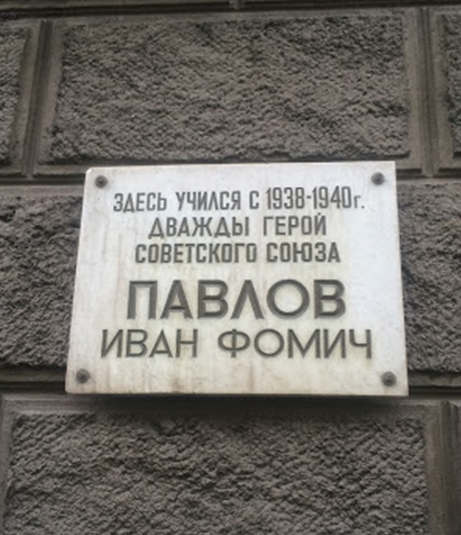 ЗДЕСЬ УЧИЛСЯ С 1938-1940г.
ДВАЖДЫ ГЕРОЙ
СОВЕТСКОГО СОЮЗА
ПАВЛОВ
ИВАН ФОМИЧ